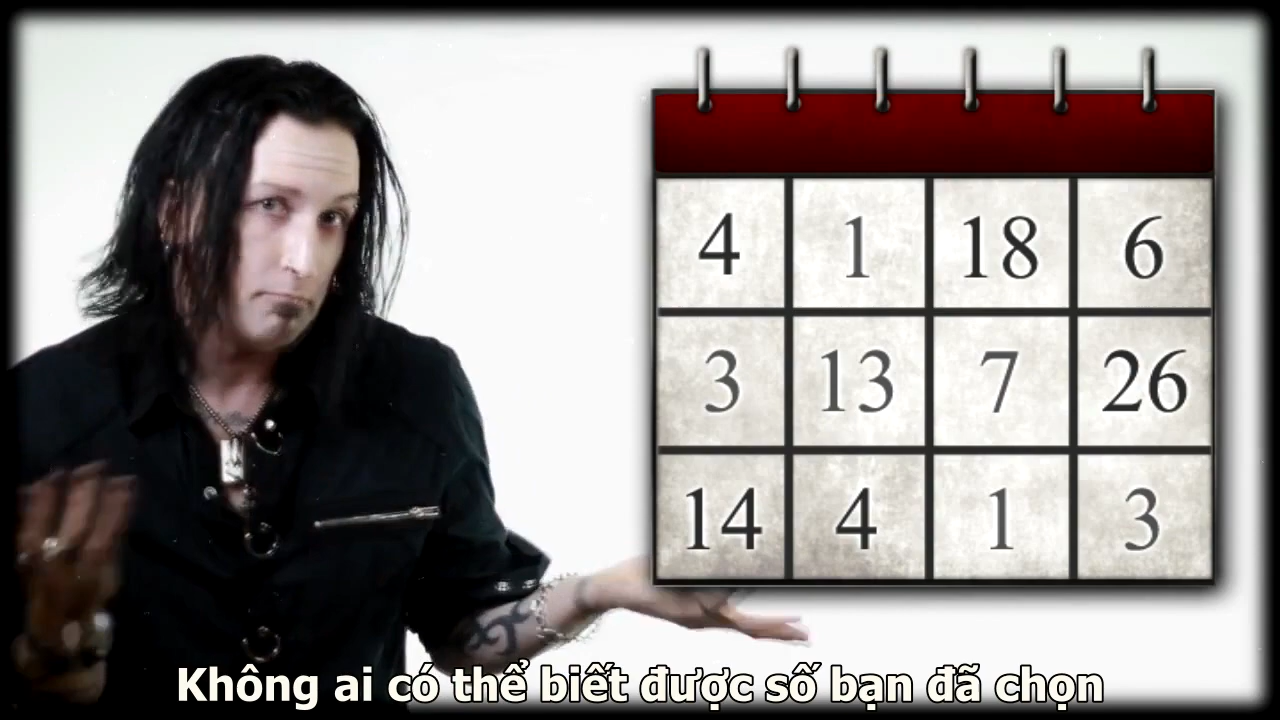 4 1 18 6
3 13 7 26
14 4 1 3
Không ai có thể biết được số bạn đã chọn